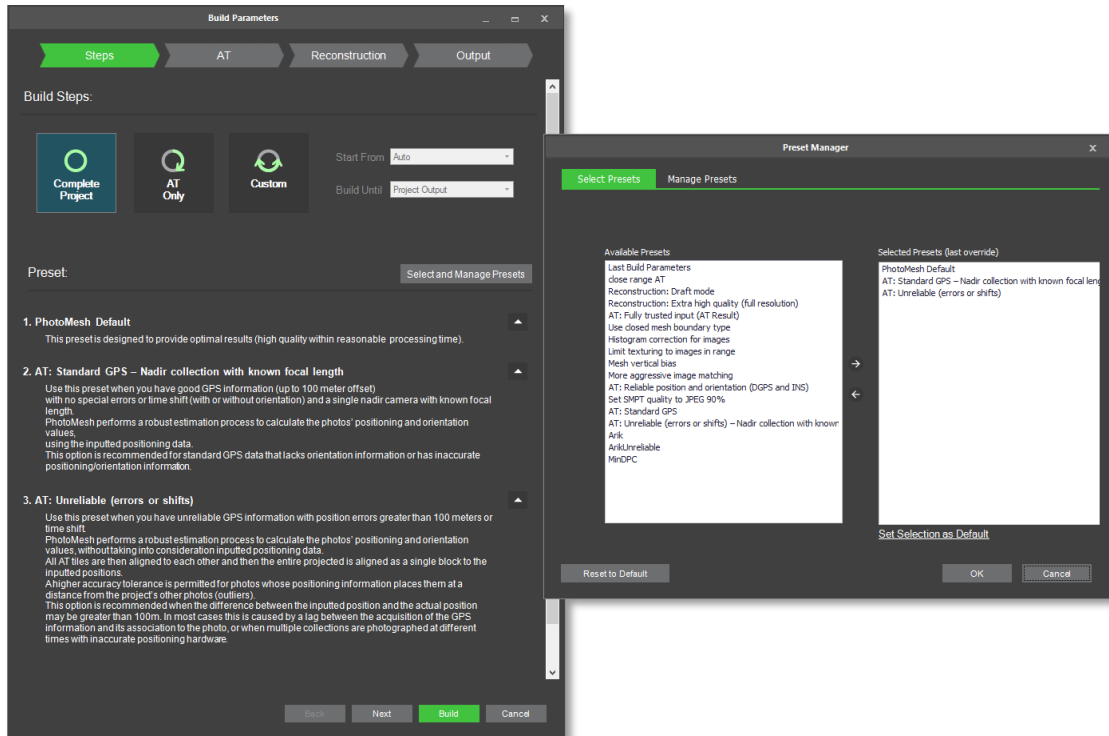 Build Parameters
Steps
AT
Reconstruction
Output
Build Steps:
Complete
Project
AT
Only
Custom
Start From Auto
Build Until Project Output
Preset:
Select and Manage Presets
1. PhotoMesh Default
This preset is designed to provide optimal results (high quality within reasonable processing time).
2. AT: Standard GPS – Nadir collection with known focal length
Use this preset when you have good GPS information (up to 100 meter offset)
with no special errors or time shift (with or without orientation) and a single nadir camera with known focal
length.
PhotoMesh performs a robust estimation process to calculate the photos' positioning and orientation
values,
using the inputted positioning data.
This option is recommended for standard GPS data that lacks orientation information or has inaccurate
positioning/orientation information.
3. AT: Unreliable (errors or shifts)
Use this preset when you have unreliable GPS information with position errors greater than 100 meters or
time shift.
PhotoMesh performs a robust estimation process to calculate the photos' positioning and orientation
values, without taking into consideration inputted positioning data.
All AT tiles are then aligned to each other and then the entire projected is aligned as a single block to the
inputted positions.
A higher accuracy tolerance is permitted for photos whose positioning information places them at a
distance from the project's other photos (outliers).
This option is recommended when the difference between the inputted position and the actual position
may be greater than 100m. In most cases this is caused by a lag between the acquisition of the GPS
information and its association to the photo, or when multiple collections are photographed at different
times with inaccurate positioning hardware.
Back
Next
Build
Cancel
Preset Manager
Select Presets
Manage Presets
Available Presets
Last Build Parameters
close range AT
Reconstruction: Draft mode
Reconstruction: Extra high quality (full resolution)
AT: Fully trusted input (AT Result)
Use closed mesh boundary type
Histogram correction for images
Limit texturing to images in range
Mesh vertical bias
More aggressive image matching
AT: Reliable position and orientation (DGPS and INS)
Set SMPT quality to JPEG 90%
AT: Standard GPS
AT: Unreliable (errors or shifts) – Nadir collection with known
Arik
ArikUnreliable
MinDPC
Selected Presets (last override)
PhotoMesh Default
AT: Standard GPS – Nadir collection with known focal leng
AT: Unreliable (errors or shifts)
Set Selection as Default
Reset to Default
OK
Cancel